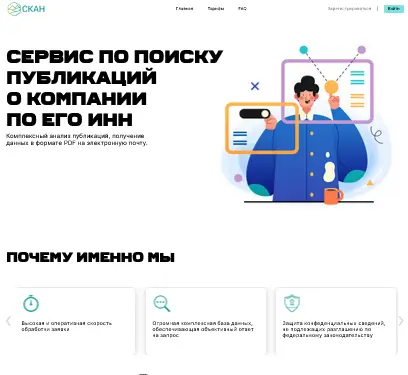 СКАН
Главная Тарифы FAQ
Зарегистрироваться | Войти
СЕРВИС ПО ПОИСКУ
ПУБЛИКАЦИЙ
О КОМПАНИИ
ПО ЕГО ИНН
Комплексный анализ публикаций, получение
данных в формате PDF на электронную почту.
ПОЧЕМУ ИМЕННО МЫ
Высокая и оперативная скорость
обработки заявки
Огромная комплексная база данных,
обеспечивающая объективный ответ
на запрос
Защита конфеденциальных сведений,
не подлежащих разглашению по
федеральному законодательству